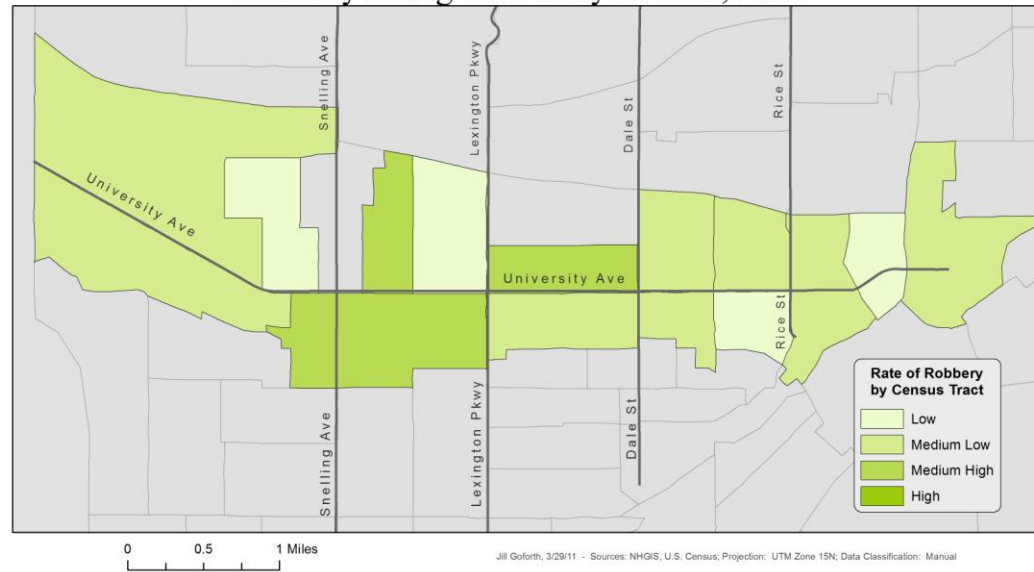 Snelling Ave
Lexington Pkwy
Dale St
Rice St
University Ave
University Ave
Rice St
Snelling Ave
Lexington Pkwy
Dale St
Rate of Robbery
by Census Tract
Low
Medium Low
Medium High
High
0 0.5 1 Miles
Jill Goforth, 3/29/11 - Sources: NHGIS, U.S. Census; Projection: UTM Zone 15N; Data Classification: Manual